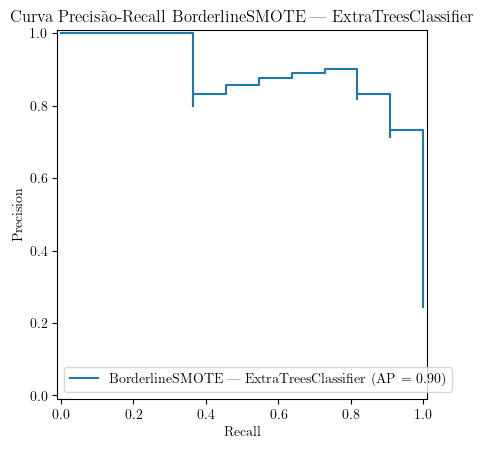 Curva Precisão-Recall BorderlineSMOTE — ExtraTreesClassifier
1.0
0.8
0.6
0.4
0.2
0.0
Precision
BorderlineSMOTE — ExtraTreesClassifier (AP = 0.90)
0.0 0.2 0.4 0.6 0.8 1.0
Recall